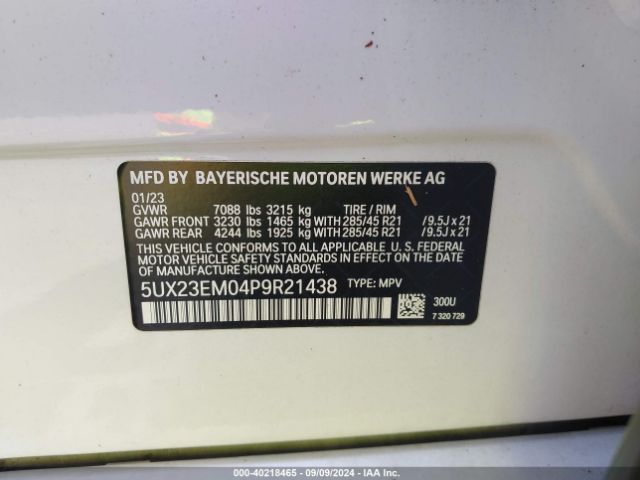 MFD BY BAYERISCHE MOTOREN WERKE AG
01/23
GVWR 7088 lbs 3215 kg TIRE / RIM
GAWR FRONT 3230 lbs 1465 kg WITH 285/45 R21 / 9.5J x 21
GAWR REAR 4244 lbs 1925 kg WITH 285/45 R21 / 9.5J x 21
THIS VEHICLE CONFORMS TO ALL APPLICABLE U. S. FEDERAL
MOTOR VEHICLE SAFETY STANDARDS IN EFFECT ON THE
DATE OF MANUFACTURE SHOWN ABOVE.
5UX23EM04P9R21438 TYPE: MPV
300U
7 320 729
000-40218465 - 09/09/2024 - IAA Inc.